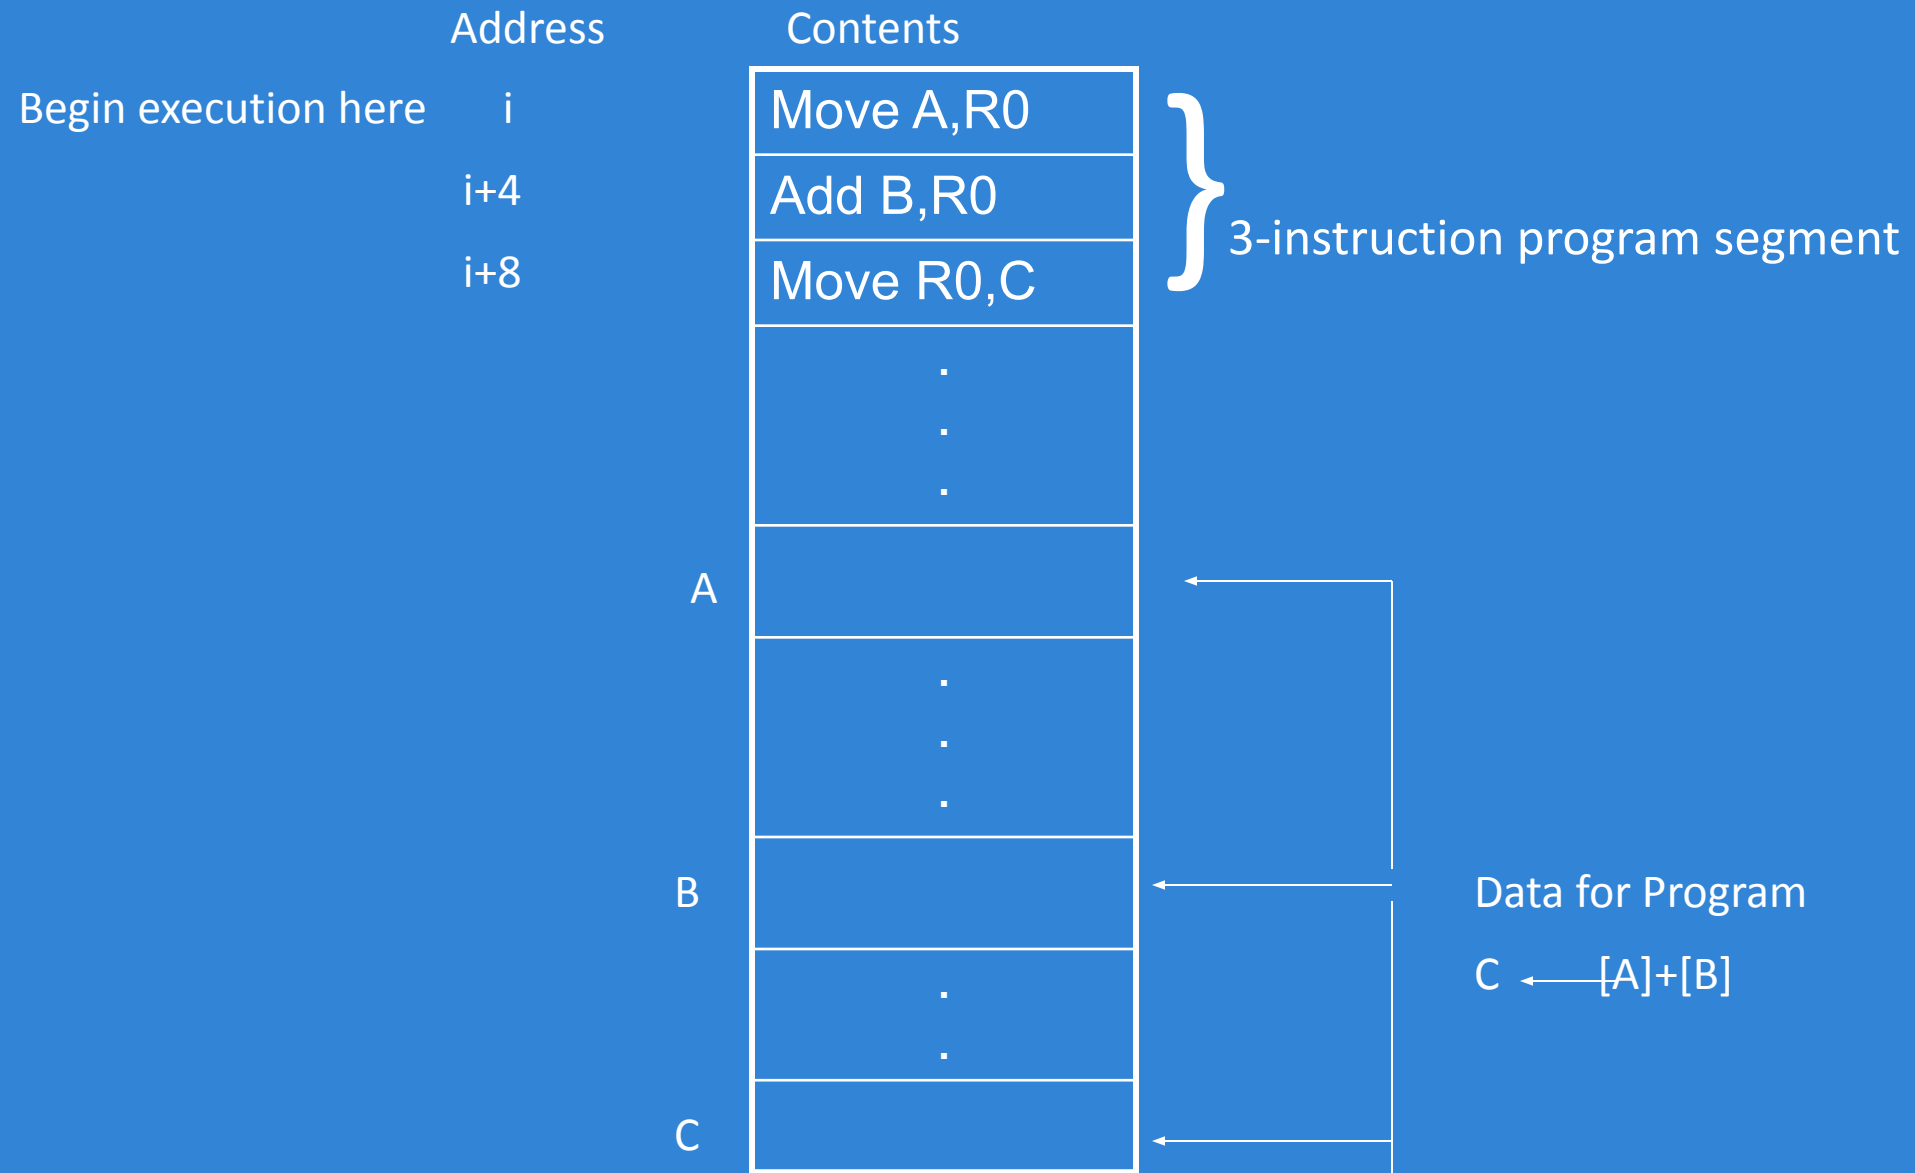 Address Contents
Begin execution here i Move A,R0
i+4 Add B,R0
3-instruction program segment
i+8 Move R0,C
.
.
.
A
.
.
.
B Data for Program
C [A]+[B]
.
.
C